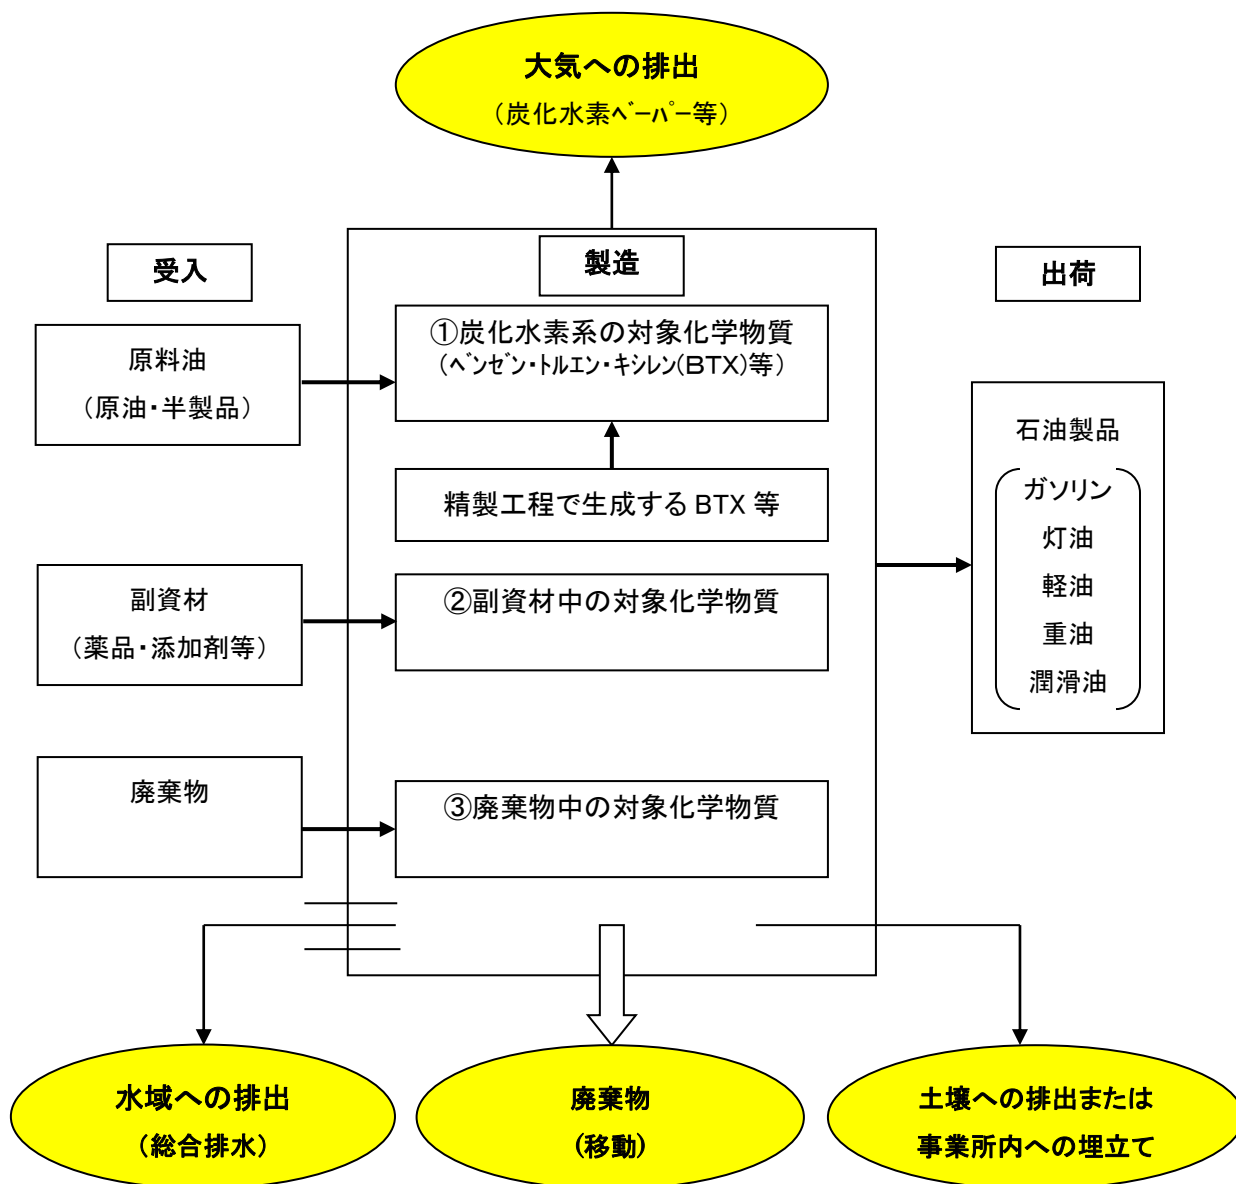 大気への排出
（炭化水素ﾍﾞｰﾊﾟｰ等）
受入
製造
出荷
原料油
（原油・半製品）
①炭化水素系の対象化学物質
（ﾍﾞﾝｾﾞﾝ・ﾄﾙｴﾝ・ｷｼﾚﾝ(BTX)等）
精製工程で生成する BTX 等
副資材
（薬品・添加剤等）
②副資材中の対象化学物質
廃棄物
③廃棄物中の対象化学物質
石油製品
ガソリン
灯油
軽油
重油
潤滑油
水域への排出
（総合排水）
廃棄物
(移動)
土壌への排出または
事業所内への埋立て